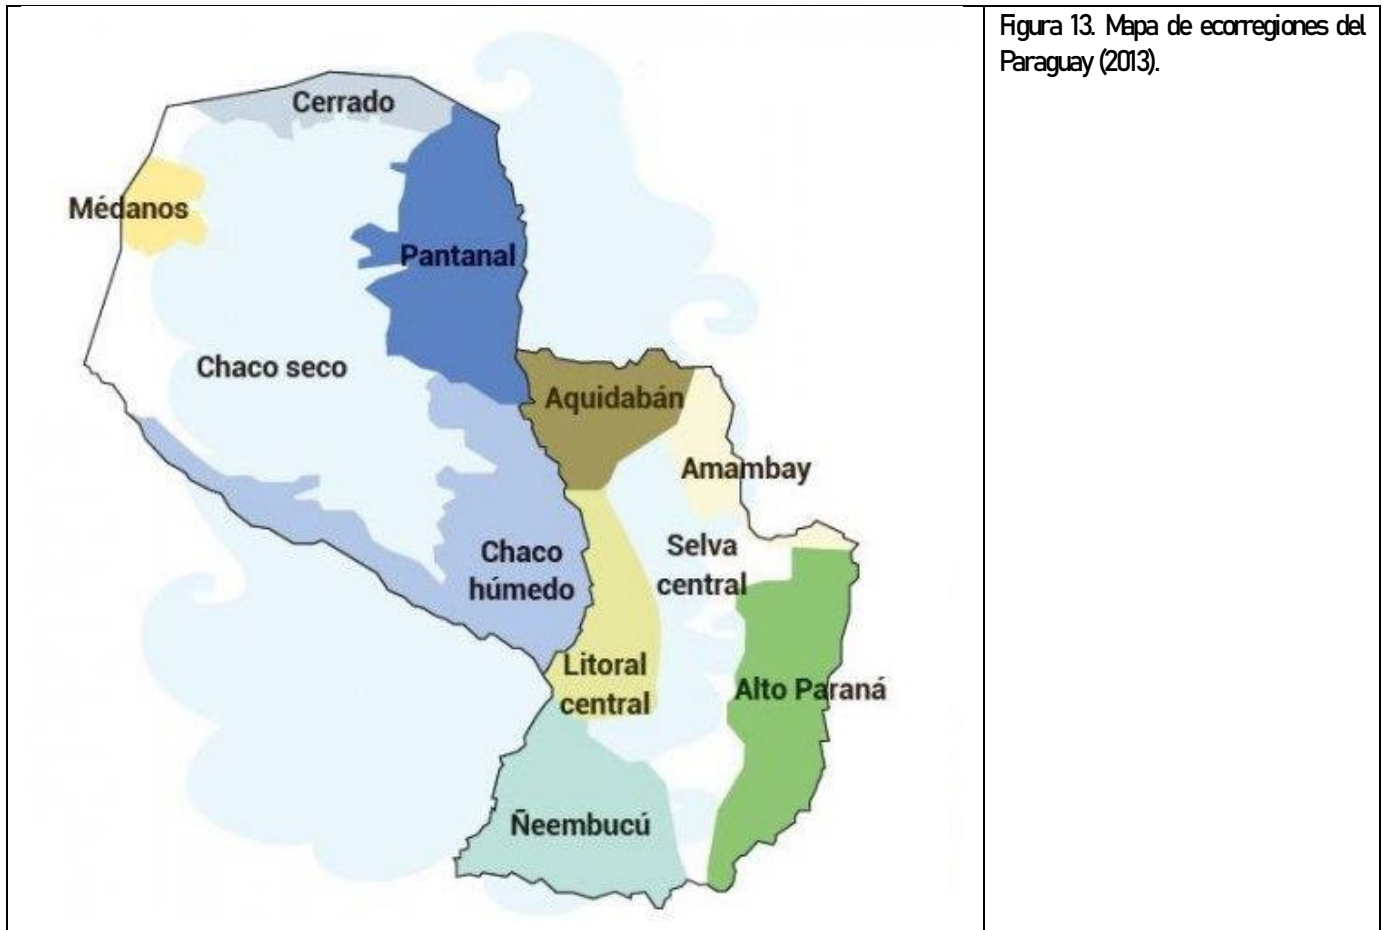 Figura 13. Mapa de ecorregiones del
Paraguay (2013).
Cerrado
Médanos
Pantanal
Chaco seco
Aquidabán
Amambay
Chaco
húmedo
Selva
central
Litoral
central
Alto Paraná
Ñeembucú